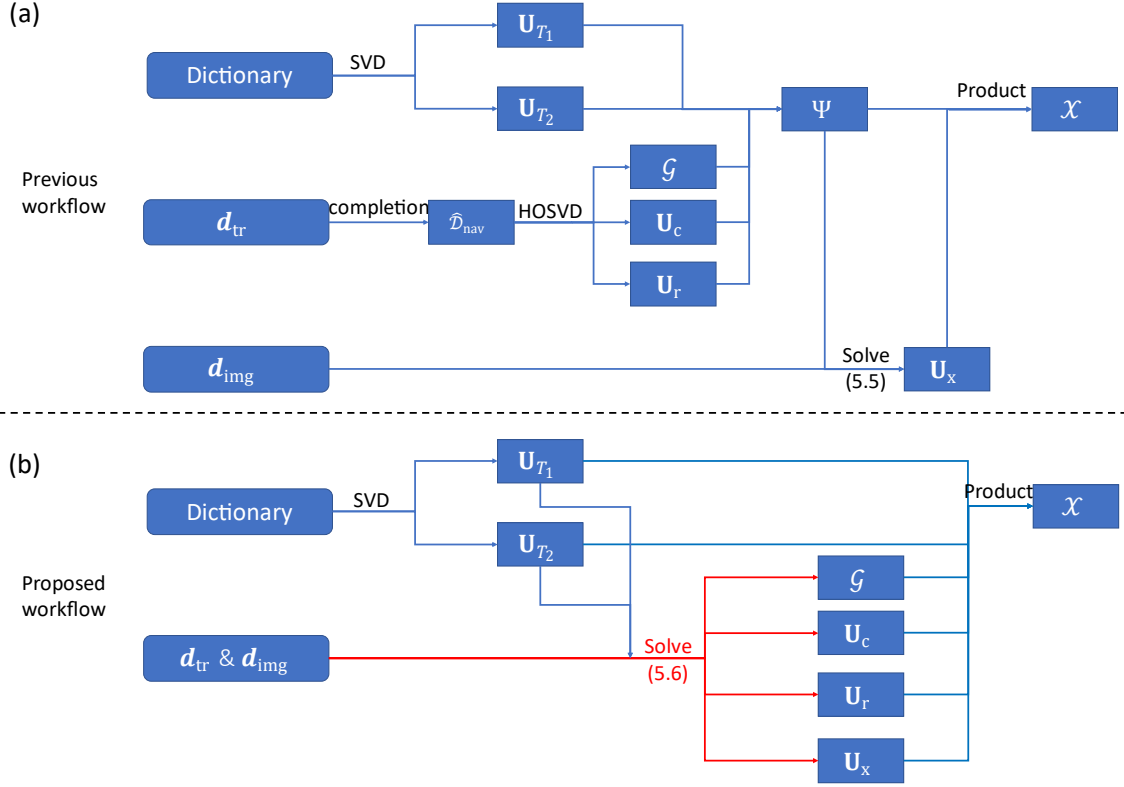 (a)
Dictionary
SVD
𝐔_{T_1}
𝐔_{T_2}
Ψ
Product
𝒳
Previous
workflow
𝒅_tr
completion
𝒟̂_nav
HOSVD
𝒢
𝐔_c
𝐔_r
𝒅_img
Solve
(5.5)
𝐔_x
(b)
Dictionary
SVD
𝐔_{T_1}
𝐔_{T_2}
Product
𝒳
Proposed
workflow
𝒅_tr & 𝒅_img
Solve
(5.6)
𝒢
𝐔_c
𝐔_r
𝐔_x